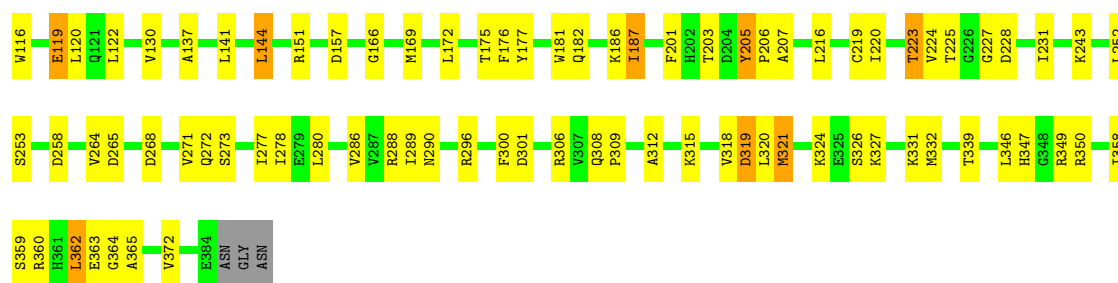 W116 E119 L120 Q121 L122 V130 A137 L141 L144 R151 D157 G166 M169 L172 T175 F176 Y177 W181 Q182 K186 I187 F201 H202 T203 D204 Y205 P206 A207 L216 C219 I220 T223 V224 T225 G226 G227 D228 I231 K243
S253 D258 V264 D265 D268 V271 Q272 S273 I277 I278 E279 L280 V286 V287 R288 I289 N290 R296 F300 D301 R306 V307 Q308 P309 A312 K315 V318 D319 L320 M321 K324 E325 S326 K327 K331 M332 T339 L346 H347 G348 R349 R350
S359 R360 H361 L362 E363 G364 A365 V372 E384 ASN GLY ASN